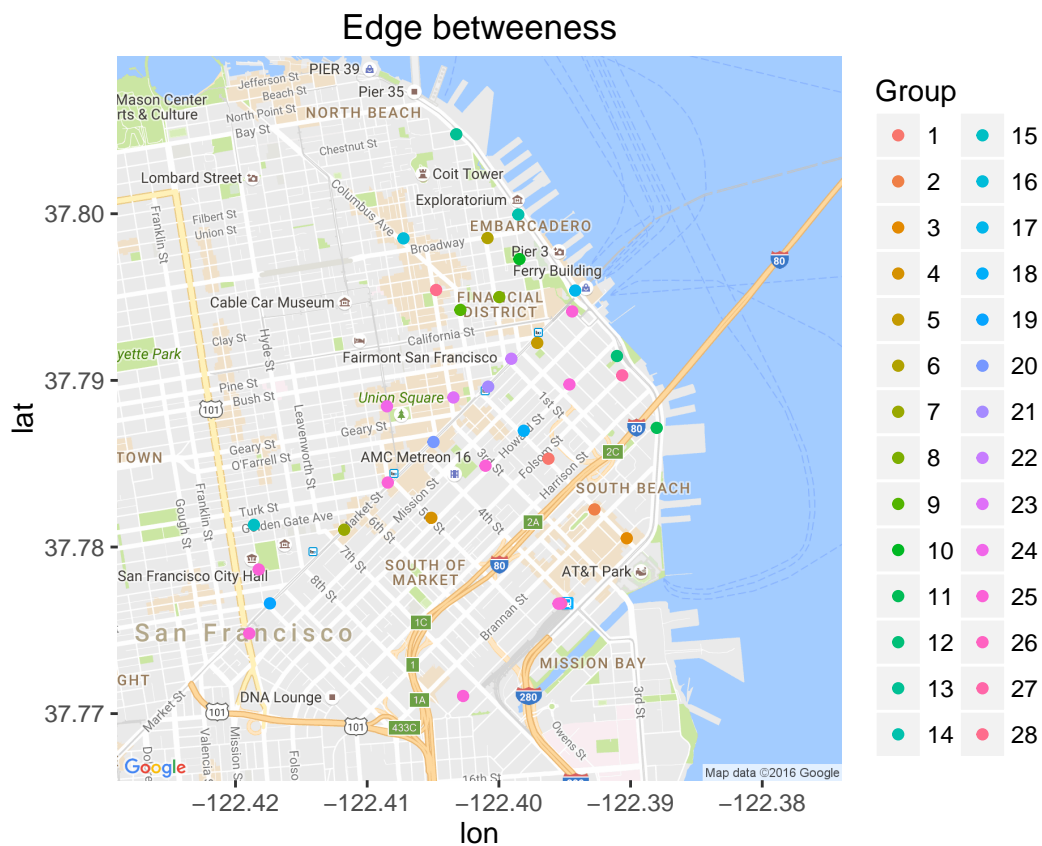 Edge betweeness
PIER 39
Jefferson St
Beach St
Pier 35
Mason Center
rts & Culture
North Point St
Bay St
NORTH BEACH
Chestnut St
Lombard Street
Coit Tower
Columbus Ave
Exploratorium
Franklin St
Filbert St
Union St
EMBARCADERO
Broadway
Pier 3
Ferry Building
80
Cable Car Museum
FINANCIAL
DISTRICT
California St
Clay St
Hyde St
yette Park
Fairmont San Francisco
Pine St
Bush St
Union Square
1st St
101
Leavenworth St
Geary St
Howard St
80
Geary St
O'Farrell St
TOWN
AMC Metreon 16
3rd St
Folsom St
Harrison St
2C
SOUTH BEACH
Franklin St
Gough St
Market St
Mission St
Turk St
Golden Gate Ave
6th St
5th St
4th St
2A
7th St
San Francisco City Hall
8th St
SOUTH OF
MARKET
80
AT&T Park
Brannan St
1C
San Francisco
1
MISSION BAY
GHT
DNA Lounge
1A
280
3rd St
Market St
101
101
433C
Valencia S
Mission S
Folso
Owens St
16th St
Google
Map data ©2016 Google
37.80
37.79
37.78
37.77
lat
−122.42
−122.41
−122.40
−122.39
−122.38
lon
Group
1
2
3
4
5
6
7
8
9
10
11
12
13
14
15
16
17
18
19
20
21
22
23
24
25
26
27
28